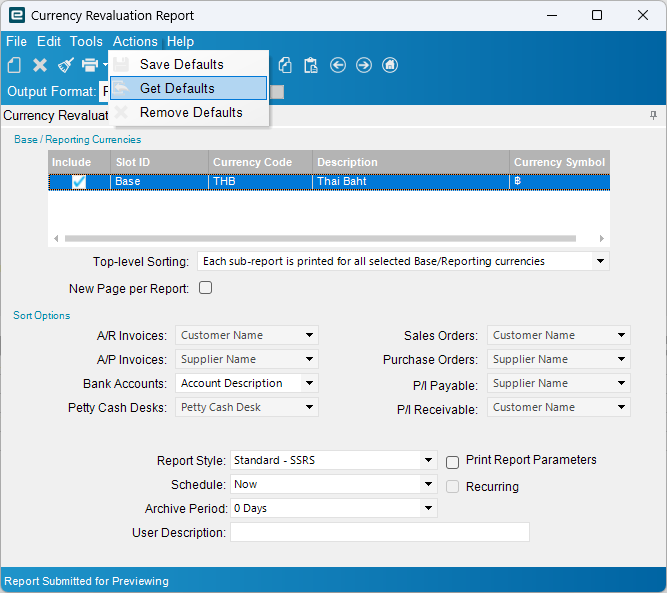 Currency Revaluation Report
File Edit Tools Actions Help
Save Defaults
Output Format: F
Get Defaults
Currency Revaluat
Remove Defaults
Base / Reporting Currencies
Include Slot ID Currency Code Description Currency Symbol
Base THB Thai Baht ฿
Top-level Sorting: Each sub-report is printed for all selected Base/Reporting currencies
New Page per Report:
Sort Options
A/R Invoices: Customer Name Sales Orders: Customer Name
A/P Invoices: Supplier Name Purchase Orders: Supplier Name
Bank Accounts: Account Description P/I Payable: Supplier Name
Petty Cash Desks: Petty Cash Desk P/I Receivable: Customer Name
Report Style: Standard - SSRS Print Report Parameters
Schedule: Now Recurring
Archive Period: 0 Days
User Description:
Report Submitted for Previewing